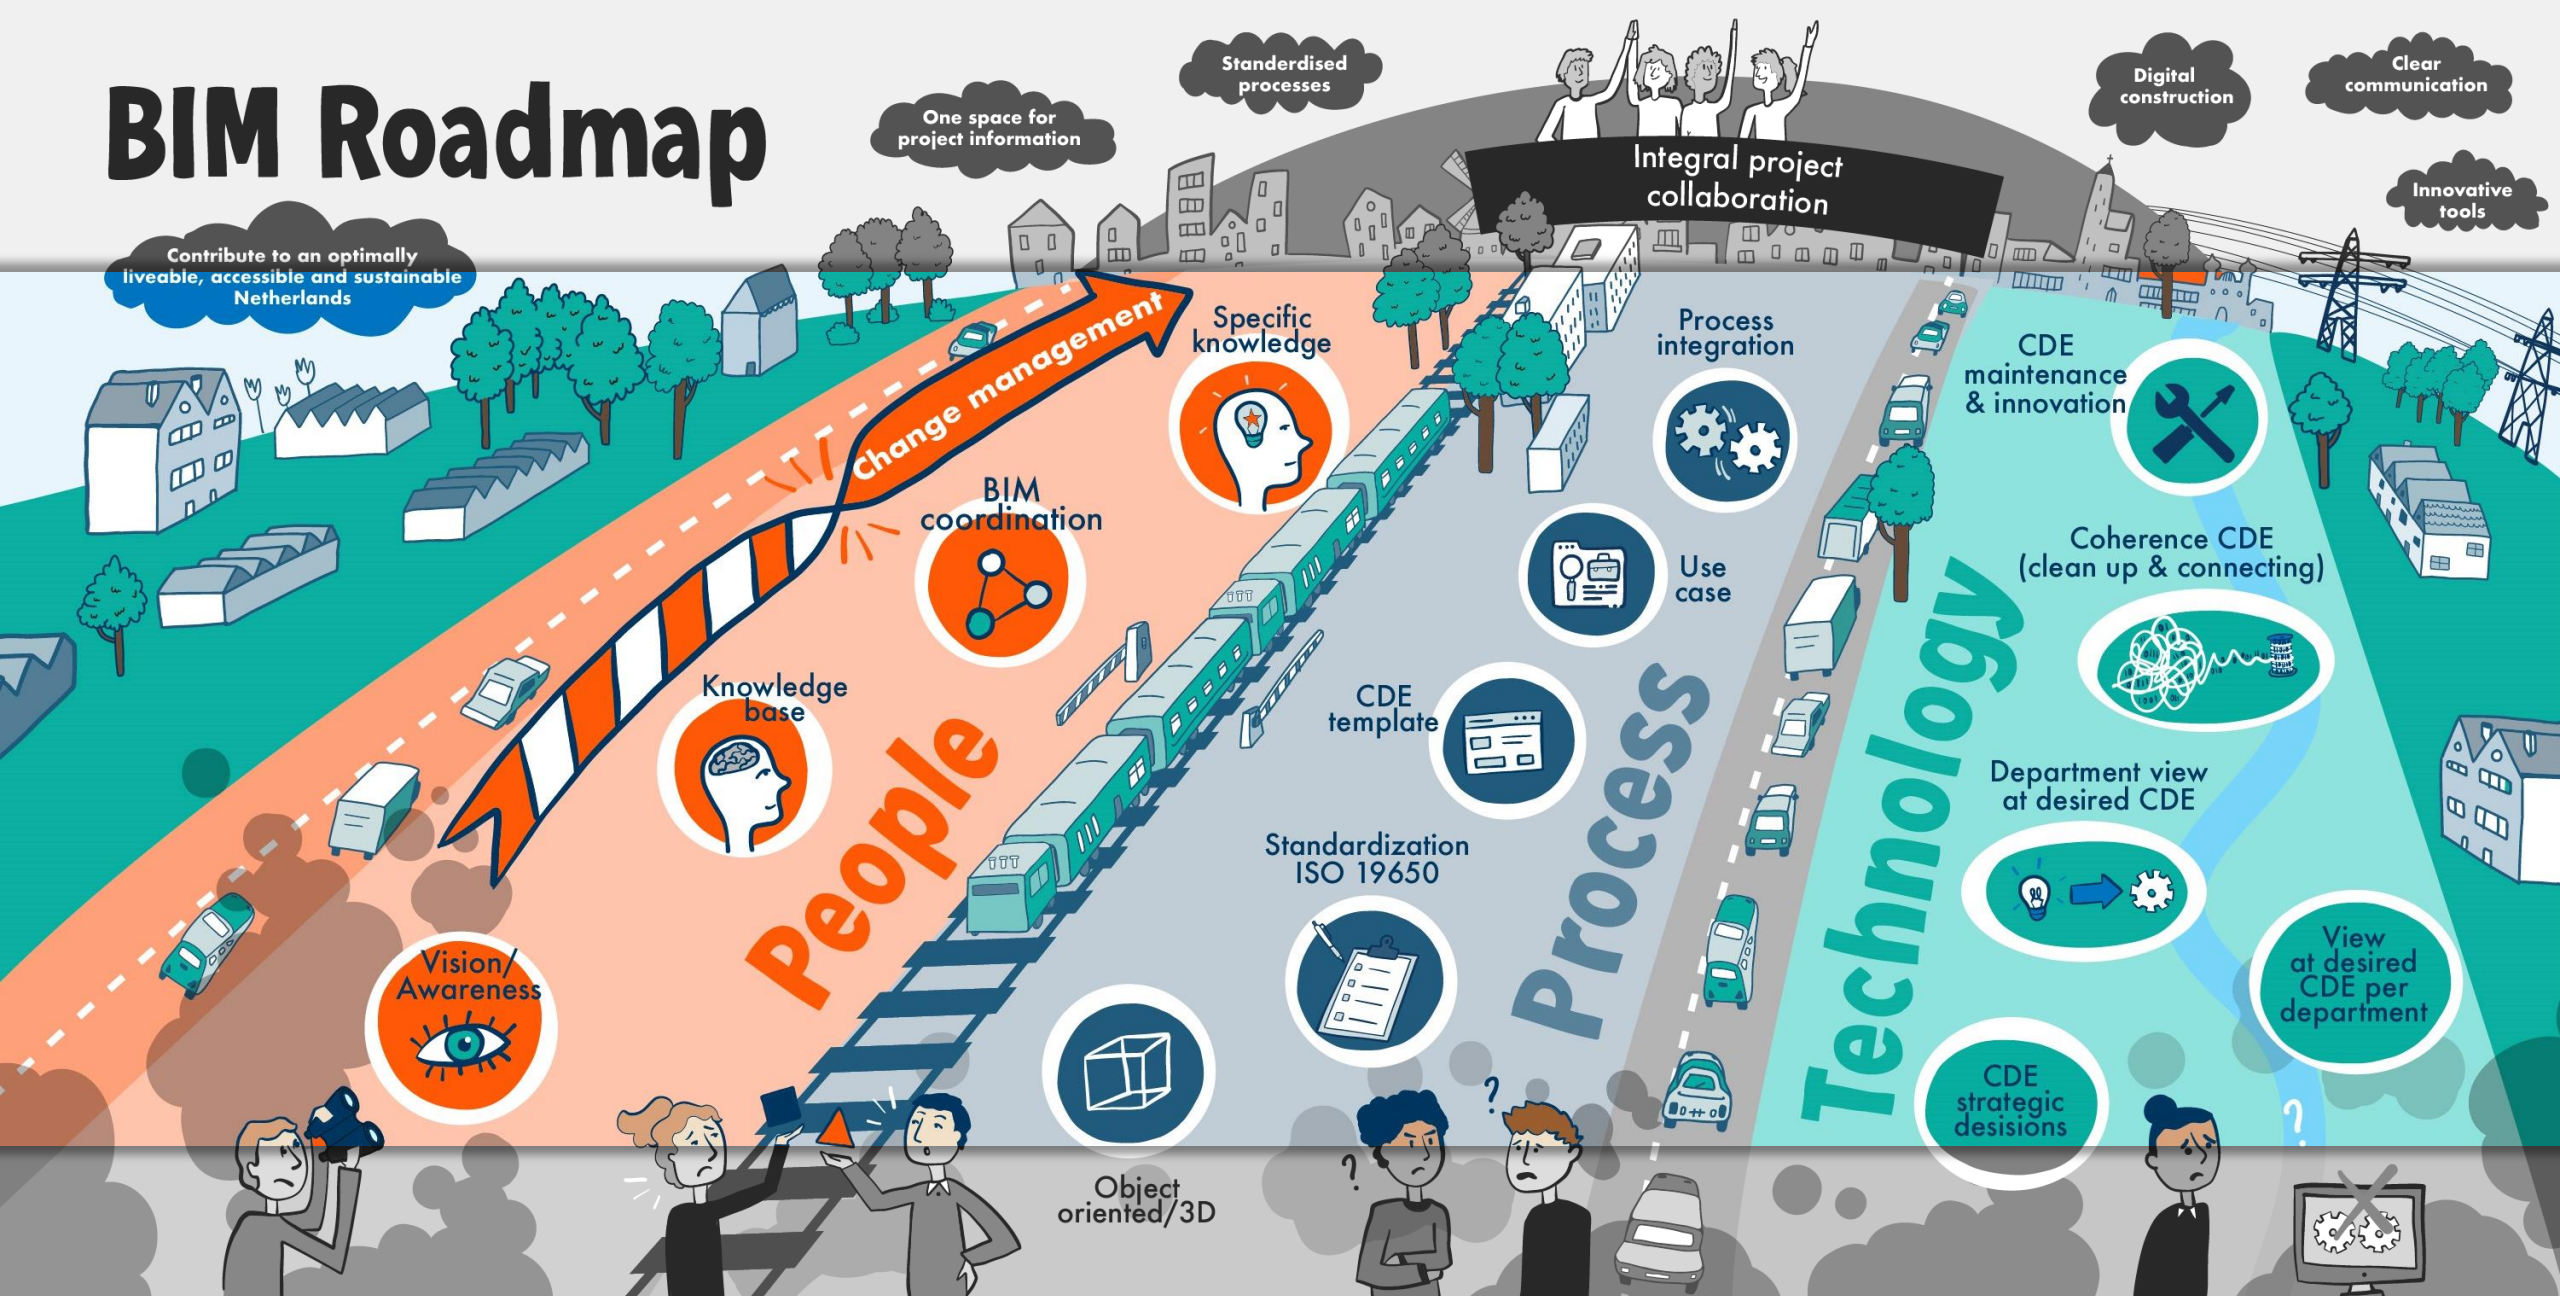 BIM Roadmap
Contribute to an optimally
liveable, accessible and sustainable
Netherlands
One space for
project information
Standerdised
processes
Integral project
collaboration
Digital
construction
Clear
communication
Innovative
tools
Change management
Specific
knowledge
BIM
coordination
Knowledge
base
Vision/
Awareness
People
Process
integration
Use
case
CDE
template
Standardization
ISO 19650
Object
oriented/3D
Process
CDE
maintenance
& innovation
Coherence CDE
(clean up & connecting)
Department view
at desired CDE
View
at desired
CDE per
department
CDE
strategic
desisions
Technology
?
?
?